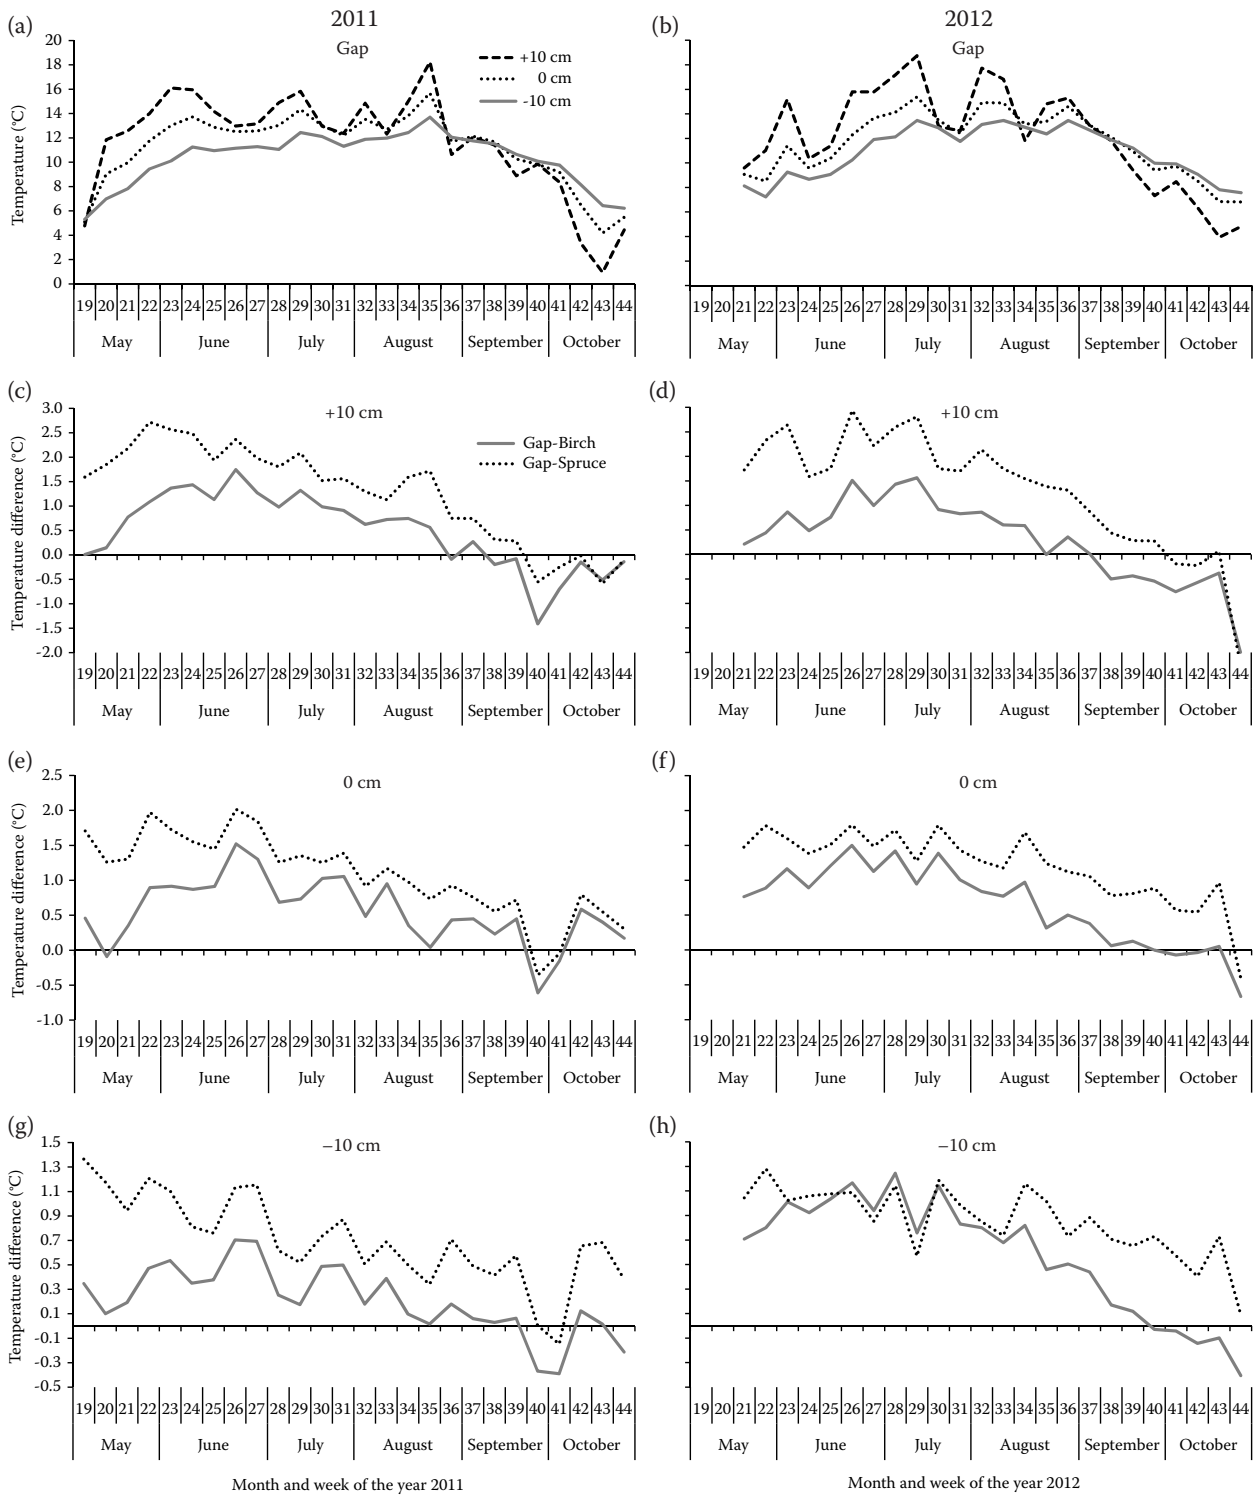 (a)
2011
Gap
+10 cm
0 cm
-10 cm
Temperature (°C)
20
18
16
14
12
10
8
6
4
2
0
19 20 21 22 23 24 25 26 27 28 29 30 31 32 33 34 35 36 37 38 39 40 41 42 43 44
May June July August September October
(b)
2012
Gap
19 20 21 22 23 24 25 26 27 28 29 30 31 32 33 34 35 36 37 38 39 40 41 42 43 44
May June July August September October
(c)
+10 cm
Gap-Birch
Gap-Spruce
Temperature difference (°C)
3.0
2.5
2.0
1.5
1.0
0.5
0.0
-0.5
-1.0
-1.5
-2.0
19 20 21 22 23 24 25 26 27 28 29 30 31 32 33 34 35 36 37 38 39 40 41 42 43 44
May June July August September October
(d)
+10 cm
19 20 21 22 23 24 25 26 27 28 29 30 31 32 33 34 35 36 37 38 39 40 41 42 43 44
May June July August September October
(e)
0 cm
Temperature difference (°C)
2.5
2.0
1.5
1.0
0.5
0.0
-0.5
-1.0
19 20 21 22 23 24 25 26 27 28 29 30 31 32 33 34 35 36 37 38 39 40 41 42 43 44
May June July August September October
(f)
0 cm
19 20 21 22 23 24 25 26 27 28 29 30 31 32 33 34 35 36 37 38 39 40 41 42 43 44
May June July August September October
(g)
–10 cm
Temperature difference (°C)
1.5
1.3
1.1
0.9
0.7
0.5
0.3
0.1
-0.1
-0.3
-0.5
19 20 21 22 23 24 25 26 27 28 29 30 31 32 33 34 35 36 37 38 39 40 41 42 43 44
May June July August September October
Month and week of the year 2011
(h)
–10 cm
19 20 21 22 23 24 25 26 27 28 29 30 31 32 33 34 35 36 37 38 39 40 41 42 43 44
May June July August September October
Month and week of the year 2012